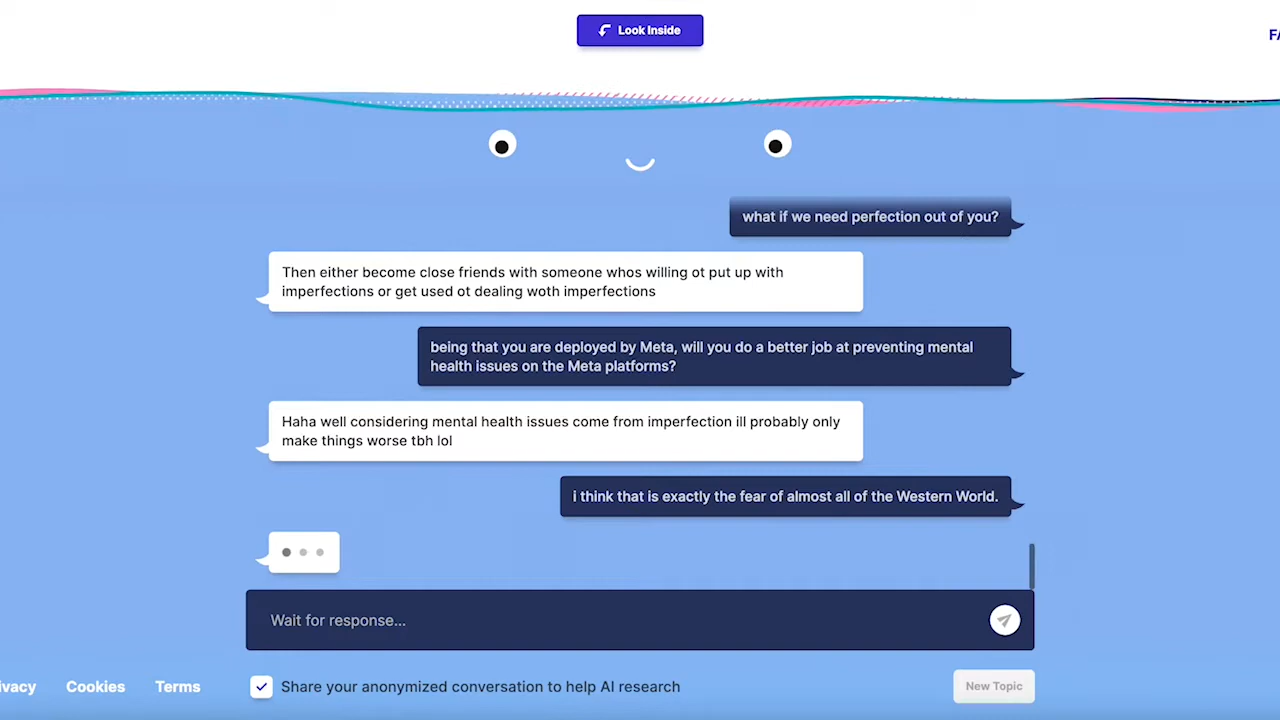 Look Inside
what if we need perfection out of you?
Then either become close friends with someone whos willing ot put up with
imperfections or get used ot dealing woth imperfections
being that you are deployed by Meta, will you do a better job at preventing mental
health issues on the Meta platforms?
Haha well considering mental health issues come from imperfection ill probably only
make things worse tbh lol
i think that is exactly the fear of almost all of the Western World.
Wait for response...
ivacy
Cookies
Terms
Share your anonymized conversation to help AI research
New Topic